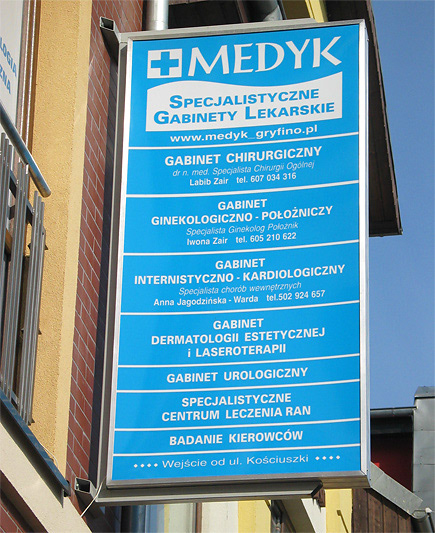 MEDYK
SPECJALISTYCZNE
GABINETY LEKARSKIE
www.medyk_gryfino.pl
GABINET CHIRURGICZNY
dr n. med. Specjalista Chirurgii Ogólnej
Labib Zair tel. 607 034 316
GABINET
GINEKOLOGICZNO - POŁOŻNICZY
Specjalista Ginekolog Położnik
Iwona Zair tel. 605 210 622
GABINET
INTERNISTYCZNO - KARDIOLOGICZNY
Specjalista chorób wewnętrznych
Anna Jagodzińska - Warda tel.502 924 657
GABINET
DERMATOLOGII ESTETYCZNEJ
i LASEROTERAPII
GABINET UROLOGICZNY
SPECJALISTYCZNE
CENTRUM LECZENIA RAN
BADANIE KIEROWCÓW
•••• Wejście od ul. Kościuszki ••••